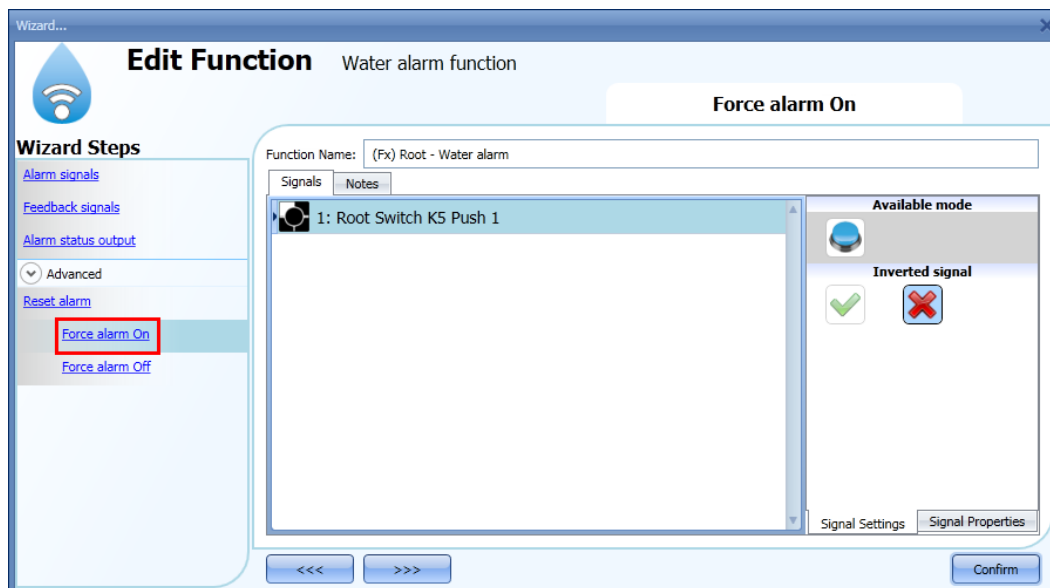 Wizard...
Edit Function Water alarm function
Force alarm On
Wizard Steps
Alarm signals
Feedback signals
Alarm status output
Advanced
Reset alarm
Force alarm On
Force alarm Off
Function Name: (Fx) Root - Water alarm
Signals Notes
1: Root Switch K5 Push 1
Available mode
Inverted signal
Signal Settings Signal Properties
<<< >>> Confirm